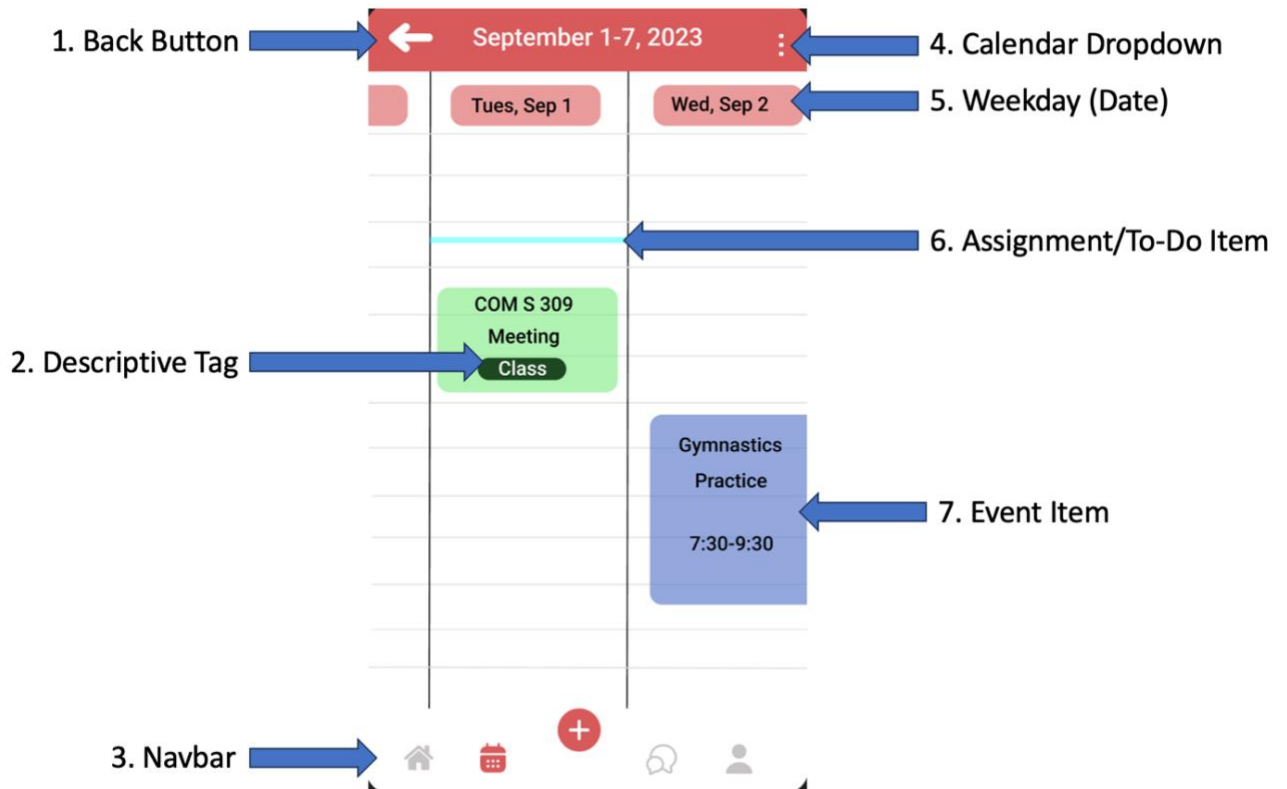 1. Back Button
September 1-7, 2023
4. Calendar Dropdown
Tues, Sep 1
Wed, Sep 2
5. Weekday (Date)
6. Assignment/To-Do Item
COM S 309
Meeting
Class
2. Descriptive Tag
Gymnastics
Practice
7:30-9:30
7. Event Item
3. Navbar